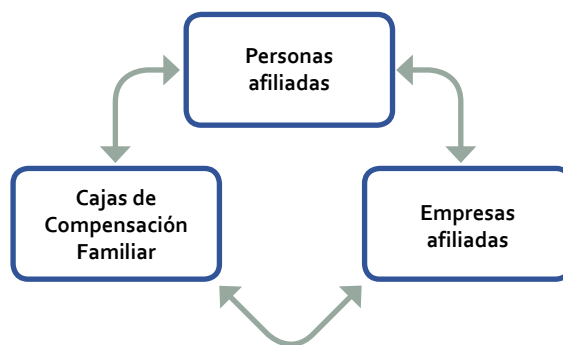 Personas
afiliadas
Cajas de
Compensación
Familiar
Empresas
afiliadas